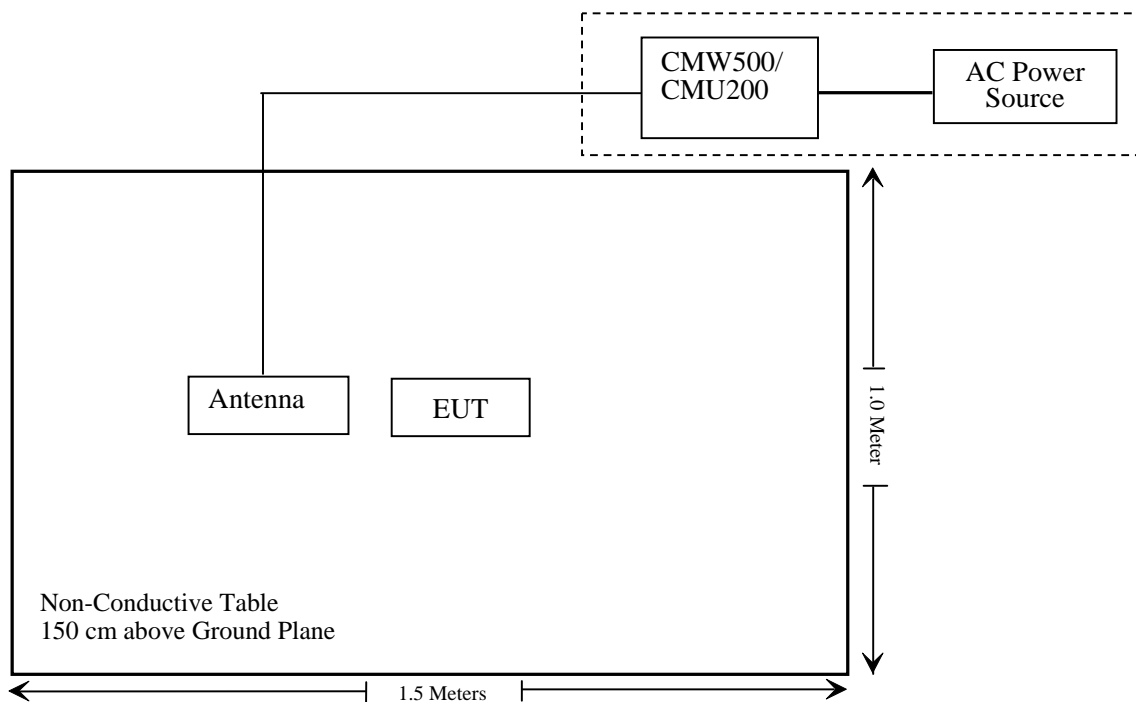 CMW500/
CMU200
AC Power
Source
Antenna
EUT
1.0 Meter
Non-Conductive Table
150 cm above Ground Plane
1.5 Meters